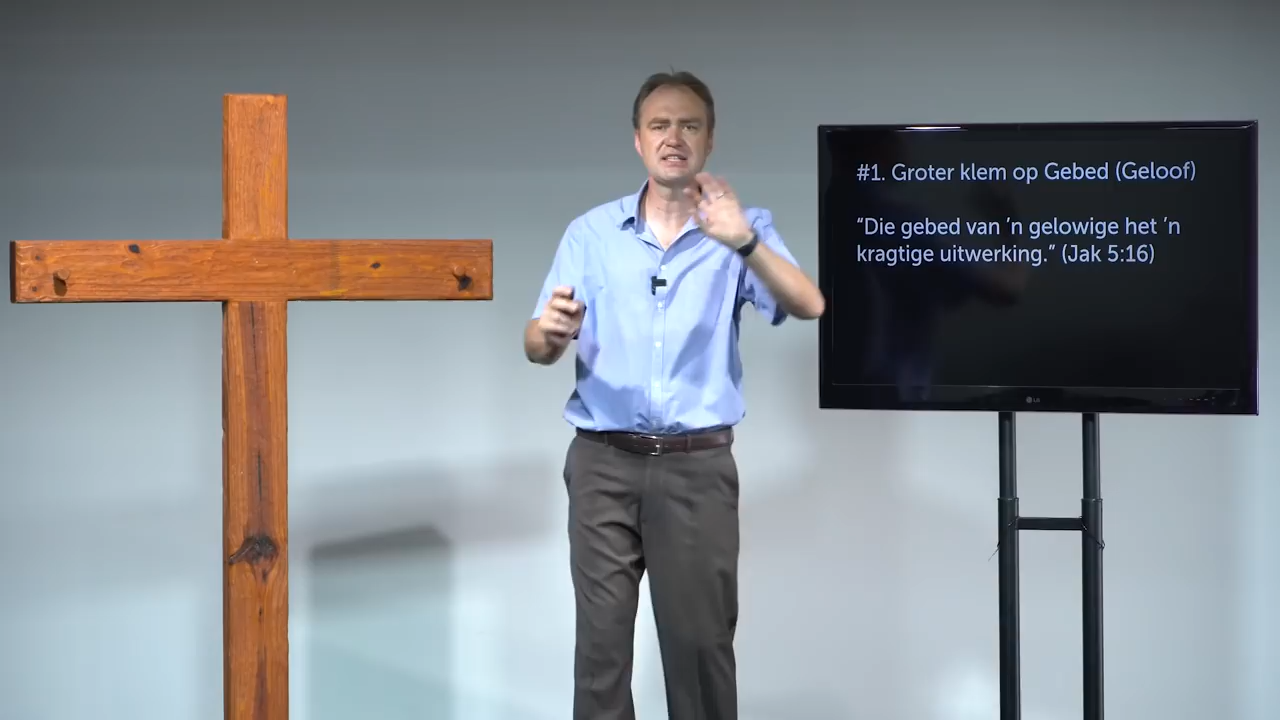 #1. Groter klem op Gebed (Geloof)
“Die gebed van ’n gelowige het ’n
kragtige uitwerking.” (Jak 5:16)
LG